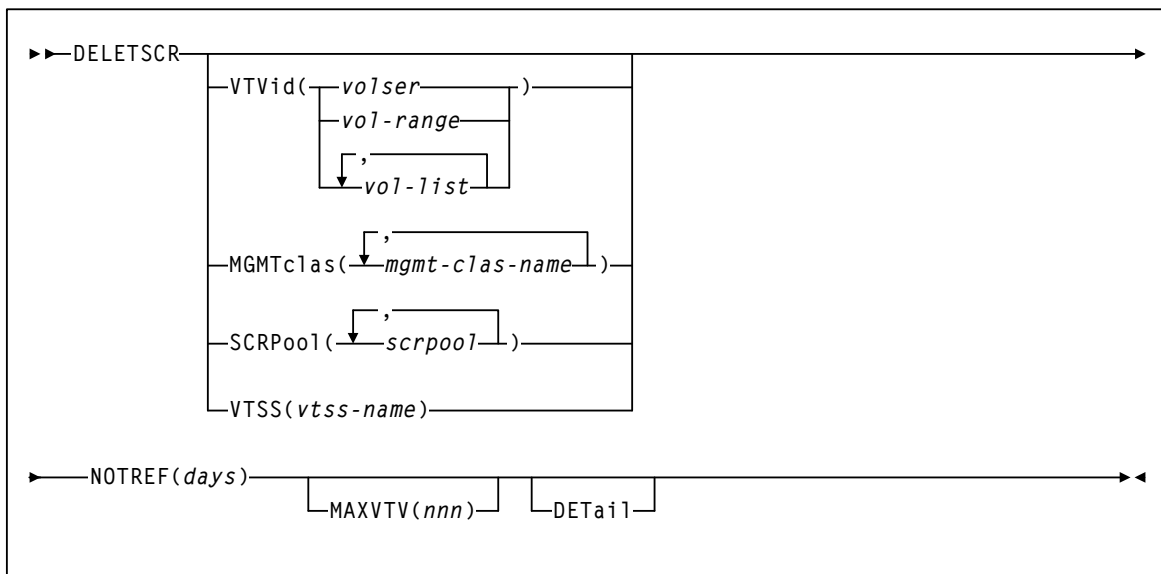 DELETSCR
VTVid( volser )
vol-range
,
vol-list
,
MGMTclas( mgmt-clas-name )
,
SCRPool( scrpool )
VTSS(vtss-name)
NOTREF(days)
MAXVTV(nnn) DETail